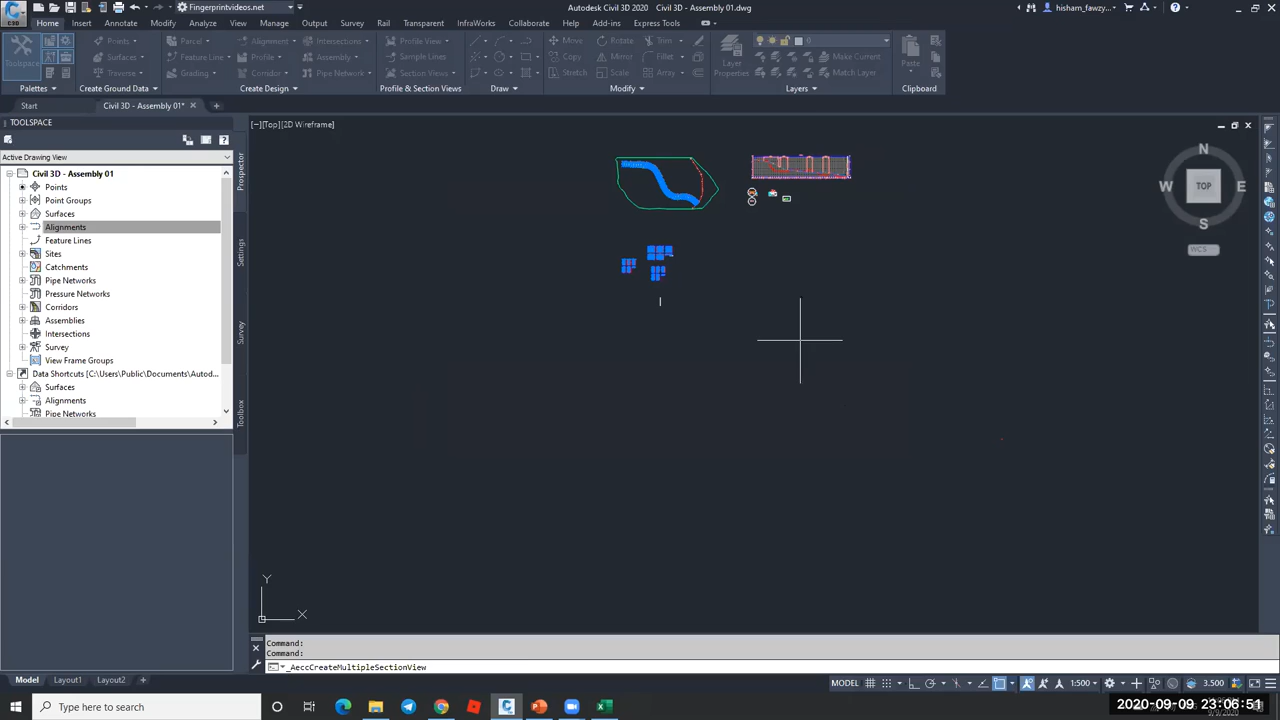 C3D
Fingerprintvideos.net
Autodesk Civil 3D 2020
Civil 3D - Assembly 01.dwg
hisham_fawzy...
Home
Insert
Annotate
Modify
Analyze
View
Manage
Output
Survey
Rail
Transparent
InfraWorks
Collaborate
Help
Add-ins
Express Tools
Toolspace
Points
Surfaces
Traverse
Parcel
Feature Line
Grading
Alignment
Profile
Corridor
Intersections
Assembly
Pipe Network
Profile View
Sample Lines
Section Views
Move
Copy
Stretch
Rotate
Mirror
Scale
Trim
Fillet
Array
Layer Properties
0
Make Current
Match Layer
Paste
Palettes
Create Ground Data
Create Design
Profile & Section Views
Draw
Modify
Layers
Clipboard
Start
Civil 3D - Assembly 01*
TOOLSPACE
Active Drawing View
Civil 3D - Assembly 01
Points
Point Groups
Surfaces
Alignments
Feature Lines
Sites
Catchments
Pipe Networks
Pressure Networks
Corridors
Assemblies
Intersections
Survey
View Frame Groups
Data Shortcuts [C:\Users\Public\Documents\Autod...
Surfaces
Alignments
Pipe Networks
Prospector
Settings
Survey
Toolbox
[−][Top][2D Wireframe]
N
W
TOP
E
S
WCS
Y
X
Command:
Command:
_AeccCreateMultipleSectionView
Model
Layout1
Layout2
MODEL
1:500
3.500
Type here to search
2020-09-09 23:06:51